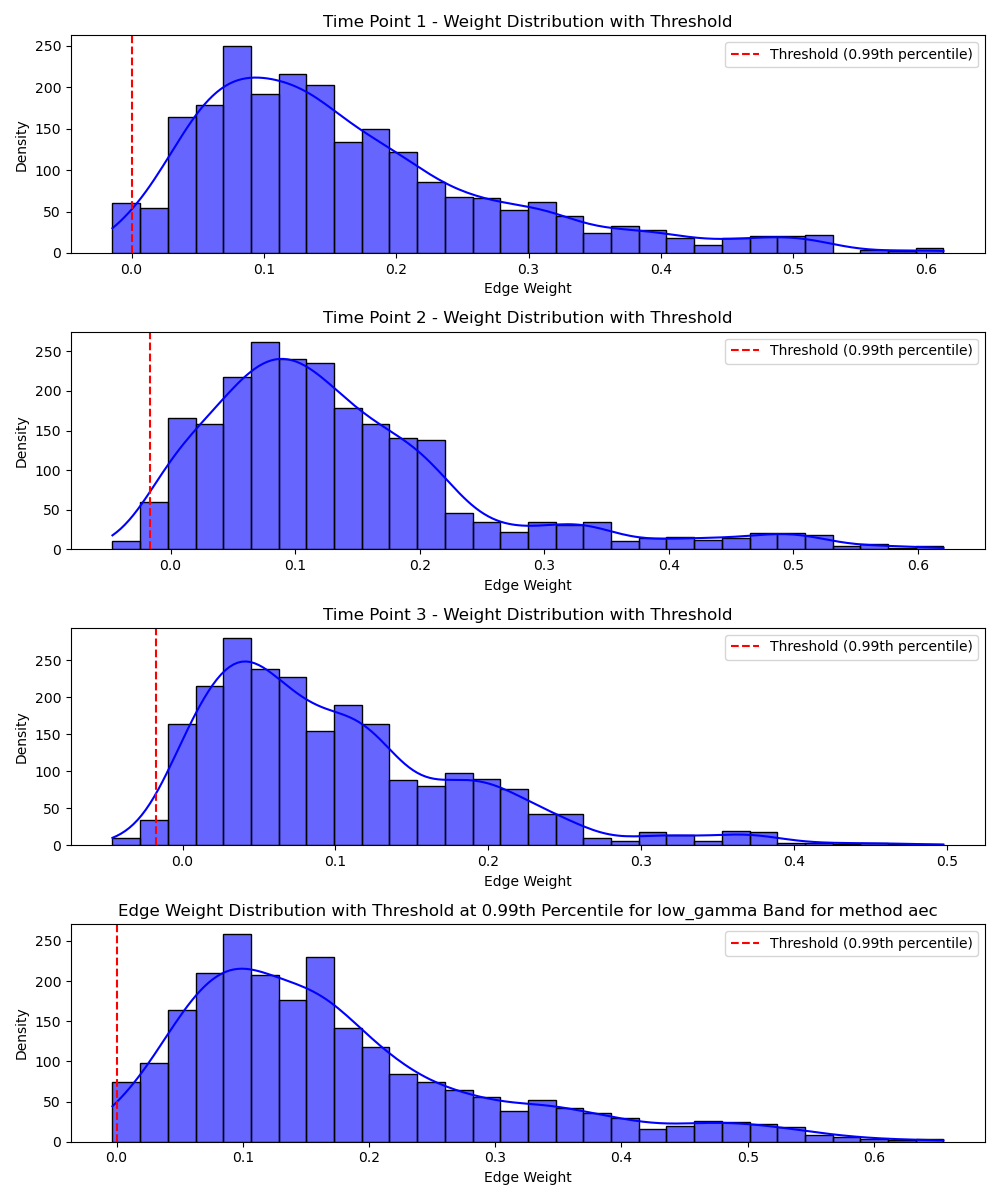 Time Point 1 - Weight Distribution with Threshold
Threshold (0.99th percentile)
Density
250
200
150
100
50
0
0.0 0.1 0.2 0.3 0.4 0.5 0.6
Edge Weight
Time Point 2 - Weight Distribution with Threshold
Threshold (0.99th percentile)
Density
250
200
150
100
50
0
0.0 0.1 0.2 0.3 0.4 0.5 0.6
Edge Weight
Time Point 3 - Weight Distribution with Threshold
Threshold (0.99th percentile)
Density
250
200
150
100
50
0
0.0 0.1 0.2 0.3 0.4 0.5
Edge Weight
Edge Weight Distribution with Threshold at 0.99th Percentile for low_gamma Band for method aec
Threshold (0.99th percentile)
Density
250
200
150
100
50
0
0.0 0.1 0.2 0.3 0.4 0.5 0.6
Edge Weight